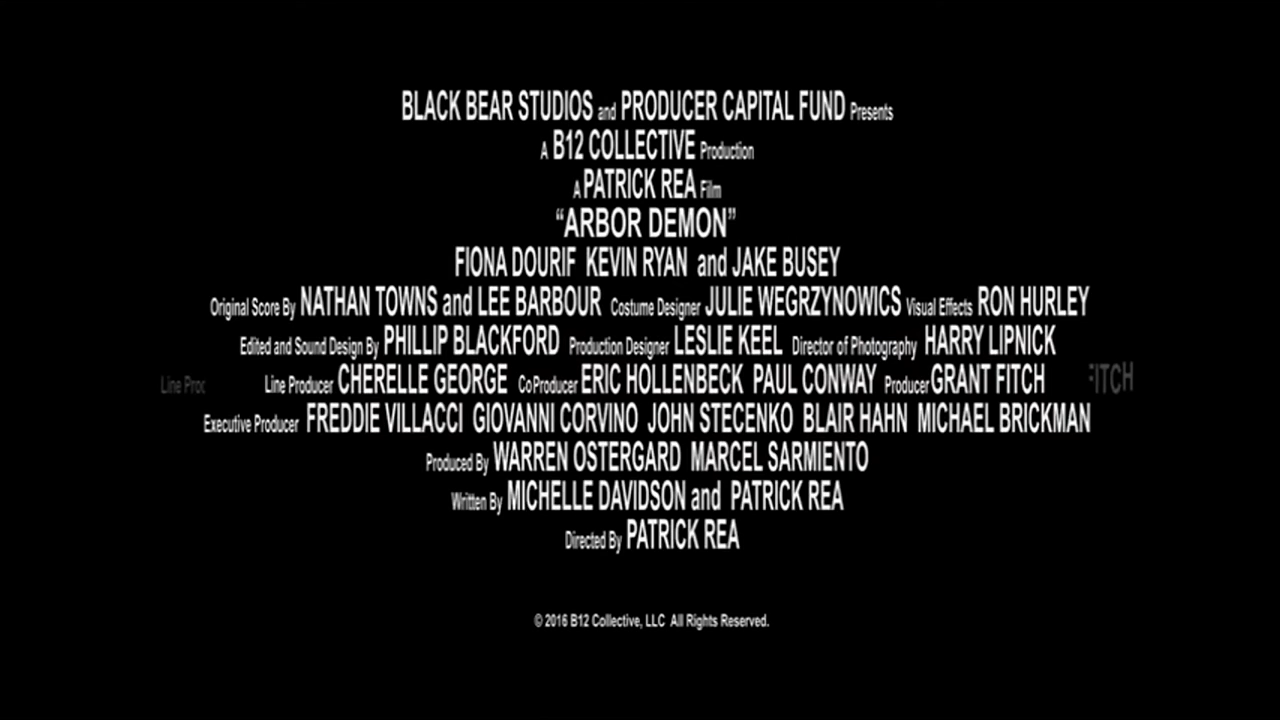 BLACK BEAR STUDIOS and PRODUCER CAPITAL FUND Presents
A B12 COLLECTIVE Production
A PATRICK REA Film
“ARBOR DEMON”
FIONA DOURIF KEVIN RYAN and JAKE BUSEY
Original Score By NATHAN TOWNS and LEE BARBOUR Costume Designer JULIE WEGRZYNOWICS Visual Effects RON HURLEY
Edited and Sound Design By PHILLIP BLACKFORD Production Designer LESLIE KEEL Director of Photography HARRY LIPNICK
Line Proc Line Producer CHERELLE GEORGE CoProducer ERIC HOLLENBECK PAUL CONWAY Producer GRANT FITCH FITCH
Executive Producer FREDDIE VILLACCI GIOVANNI CORVINO JOHN STECENKO BLAIR HAHN MICHAEL BRICKMAN
Produced By WARREN OSTERGARD MARCEL SARMIENTO
Written By MICHELLE DAVIDSON and PATRICK REA
Directed By PATRICK REA
© 2016 B12 Collective, LLC All Rights Reserved.